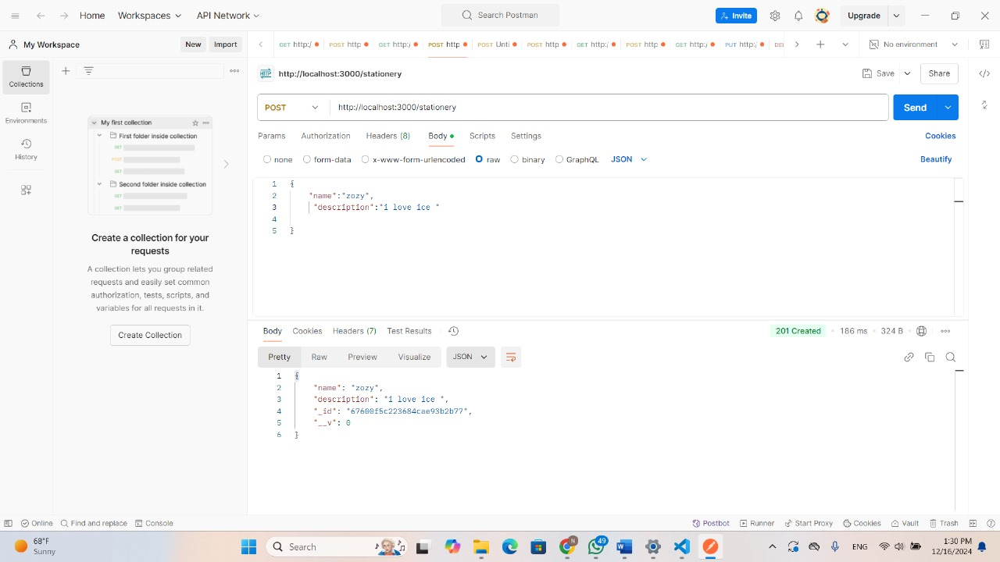 Home Workspaces API Network Search Postman Invite Upgrade
My Workspace New Import GET http:/ POST http GET http:/ POST http POST Unti POST http GET http:/ POST http GET http:/ PUT http:/ DEL No environment
Collections
Environments
History
My first collection
First folder inside collection
GET
POST
GET
Second folder inside collection
GET
GET
Create a collection for your
requests
A collection lets you group related
requests and easily set common
authorization, tests, scripts, and
variables for all requests in it.
Create Collection
HTTP http://localhost:3000/stationery Save Share
POST http://localhost:3000/stationery Send
Params Authorization Headers (8) Body Scripts Settings Cookies
none form-data x-www-form-urlencoded raw binary GraphQL JSON Beautify
1 {
2 "name":"zozy",
3 "description":"i love ice "
4
5 }
Body Cookies Headers (7) Test Results 201 Created 186 ms 324 B
Pretty Raw Preview Visualize JSON
1 {
2 "name": "zozy",
3 "description": "i love ice ",
4 "_id": "67600f5c223684cae93b2b77",
5 "__v": 0
6 }
Online Find and replace Console Postbot Runner Start Proxy Cookies Vault Trash
68°F
Sunny
Search
N
49
ENG
1:30 PM
12/16/2024